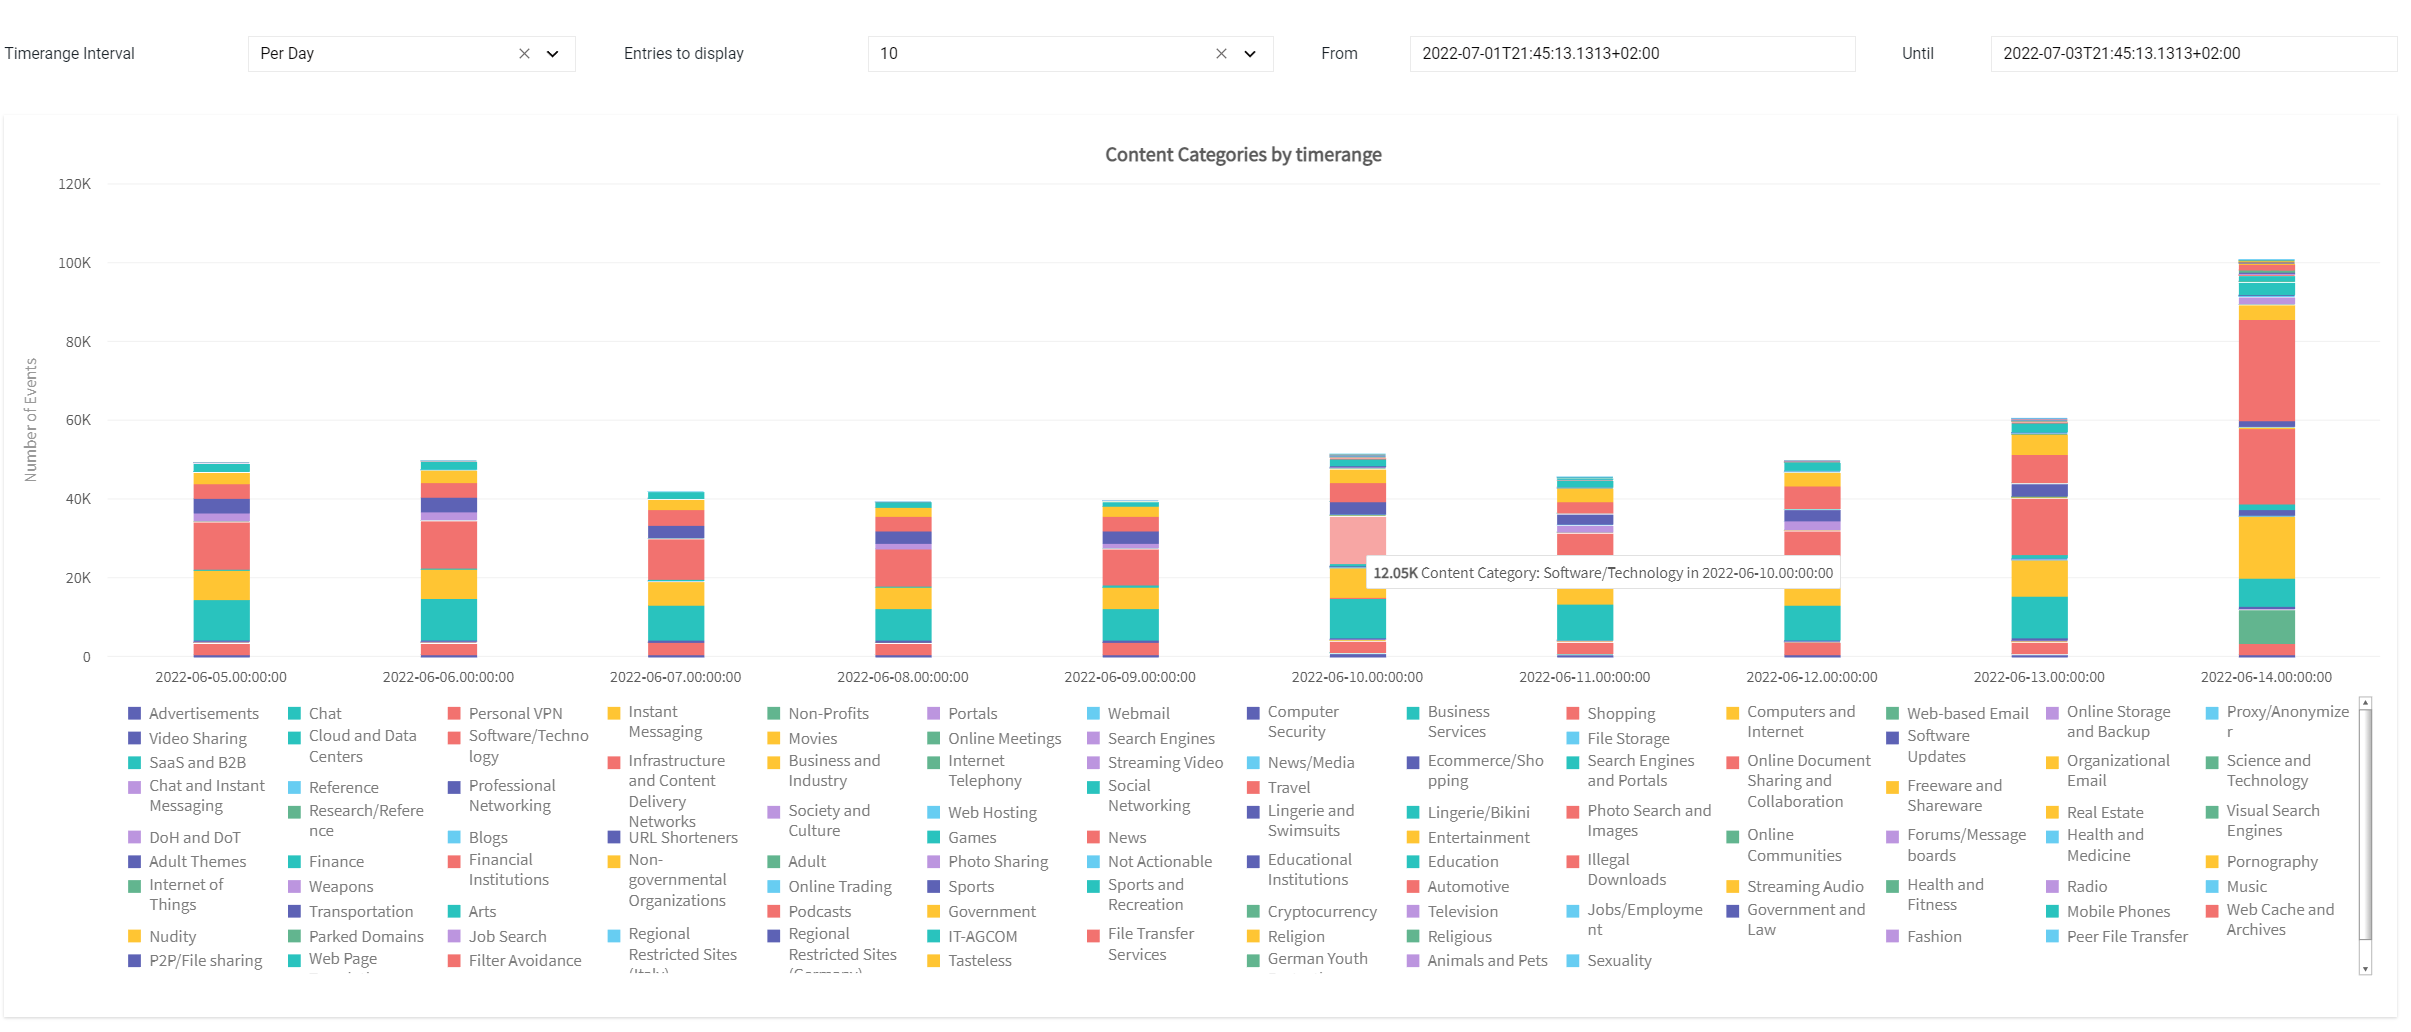 Timerange Interval
Per Day
Entries to display
10
From
2022-07-01T21:45:13.1313+02:00
Until
2022-07-03T21:45:13.1313+02:00
Content Categories by timerange
Number of Events
120K
100K
80K
60K
40K
20K
0
12.05K Content Category: Software/Technology in 2022-06-10.00:00:00
2022-06-05.00:00:00
2022-06-06.00:00:00
2022-06-07.00:00:00
2022-06-08.00:00:00
2022-06-09.00:00:00
2022-06-10.00:00:00
2022-06-11.00:00:00
2022-06-12.00:00:00
2022-06-13.00:00:00
2022-06-14.00:00:00
Advertisements
Video Sharing
SaaS and B2B
Chat and Instant
Messaging
DoH and DoT
Adult Themes
Internet of
Things
Nudity
P2P/File sharing
Chat
Cloud and Data
Centers
Reference
Research/Refere
nce
Finance
Weapons
Transportation
Parked Domains
Web Page
Personal VPN
Software/Techno
logy
Professional
Networking
Blogs
Financial
Institutions
Arts
Job Search
Filter Avoidance
Instant
Messaging
Infrastructure
and Content
Delivery
Networks
URL Shorteners
Non-
governmental
Organizations
Regional
Restricted Sites
(Italy)
Non-Profits
Movies
Business and
Industry
Society and
Culture
Adult
Online Trading
Podcasts
Regional
Restricted Sites
(Germany)
Portals
Online Meetings
Internet
Telephony
Web Hosting
Games
Photo Sharing
Sports
Government
IT-AGCOM
Tasteless
Webmail
Search Engines
Streaming Video
Social
Networking
News
Not Actionable
Sports and
Recreation
File Transfer
Services
Computer
Security
News/Media
Travel
Lingerie and
Swimsuits
Educational
Institutions
Cryptocurrency
Religion
German Youth
Business
Services
Ecommerce/Sho
pping
Lingerie/Bikini
Entertainment
Education
Automotive
Television
Religious
Animals and Pets
Shopping
File Storage
Search Engines
and Portals
Photo Search and
Images
Illegal
Downloads
Jobs/Employme
nt
Sexuality
Computers and
Internet
Online Document
Sharing and
Collaboration
Online
Communities
Streaming Audio
Government and
Law
Web-based Email
Software
Updates
Freeware and
Shareware
Forums/Message
boards
Health and
Fitness
Fashion
Online Storage
and Backup
Organizational
Email
Real Estate
Health and
Medicine
Radio
Mobile Phones
Peer File Transfer
Proxy/Anonymize
r
Science and
Technology
Visual Search
Engines
Pornography
Music
Web Cache and
Archives